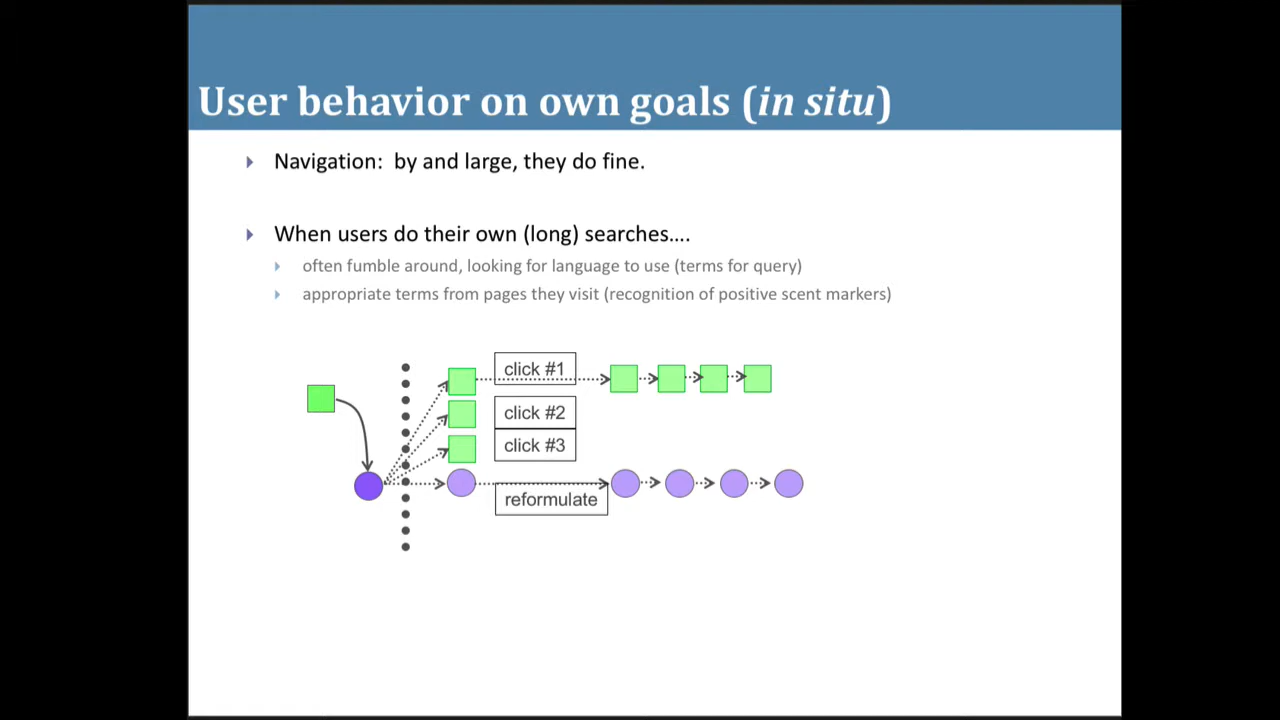 User behavior on own goals (in situ)
Navigation:  by and large, they do fine.
When users do their own (long) searches....
often fumble around, looking for language to use (terms for query)
appropriate terms from pages they visit (recognition of positive scent markers)
click #1
click #2
click #3
reformulate